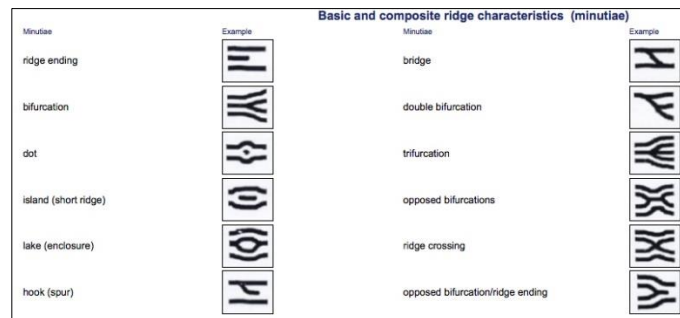 Basic and composite ridge characteristics (minutiae)
Minutiae Example Minutiae Example
ridge ending bridge
bifurcation double bifurcation
dot trifurcation
island (short ridge) opposed bifurcations
lake (enclosure) ridge crossing
hook (spur) opposed bifurcation/ridge ending